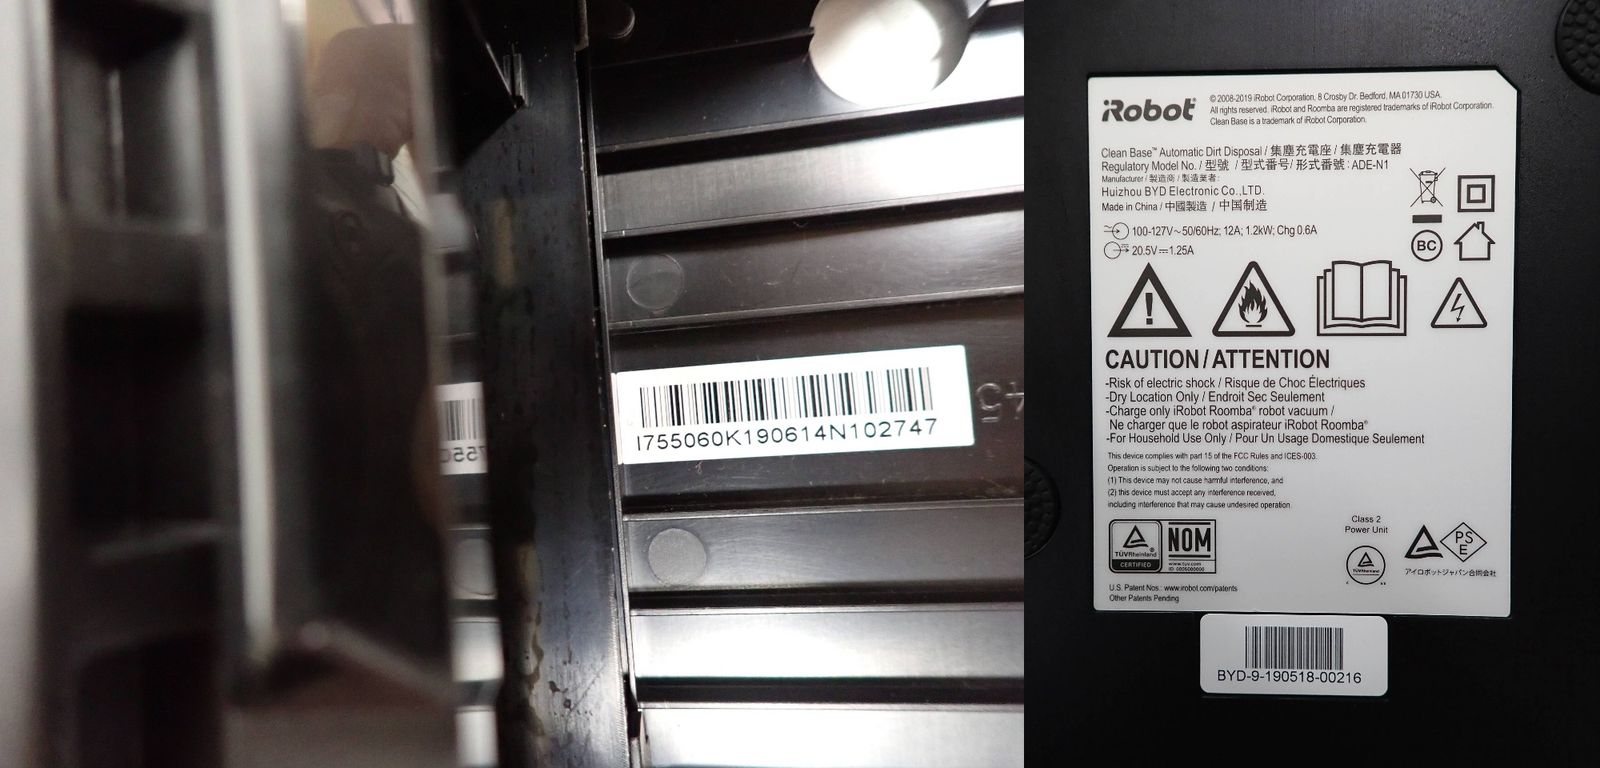 I755060K190614N102747
45
iRobot
© 2008-2019 iRobot Corporation, 8 Crosby Dr. Bedford, MA 01730 USA.
All rights reserved. iRobot and Roomba are registered trademarks of iRobot Corporation.
Clean Base is a trademark of iRobot Corporation.
Clean Base™ Automatic Dirt Disposal / 集塵充電座 / 集塵充電器
Regulatory Model No. / 型號 / 型式番号/ 形式番號 : ADE-N1
Manufacturer / 製造商 / 製造業者:
Huizhou BYD Electronic Co.,LTD.
Made in China / 中國製造 / 中国制造
100-127V~50/60Hz; 12A; 1.2kW; Chg 0.6A
20.5V⎓1.25A
BC
CAUTION / ATTENTION
-Risk of electric shock / Risque de Choc Électriques
-Dry Location Only / Endroit Sec Seulement
-Charge only iRobot Roomba® robot vacuum /
Ne charger que le robot aspirateur iRobot Roomba®
-For Household Use Only / Pour Un Usage Domestique Seulement
This device complies with part 15 of the FCC Rules and ICES-003.
Operation is subject to the following two conditions:
(1) This device may not cause harmful interference, and
(2) this device must accept any interference received,
including interference that may cause undesired operation.
TÜVRheinland®
CERTIFIED
NOM
www.tuv.com
ID 0000000000
Class 2
Power Unit
TÜVRheinland
PS
E
アイロボットジャパン合同会社
U.S. Patent Nos.: www.irobot.com/patents
Other Patents Pending
BYD-9-190518-00216